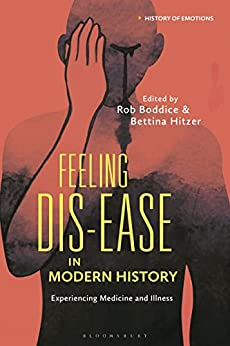 HISTORY OF EMOTIONS
Edited by
Rob Boddice &
Bettina Hitzer
FEELING
DIS-EASE
IN
MODERN HISTORY
Experiencing Medicine and Illness
BLOOMSBURY